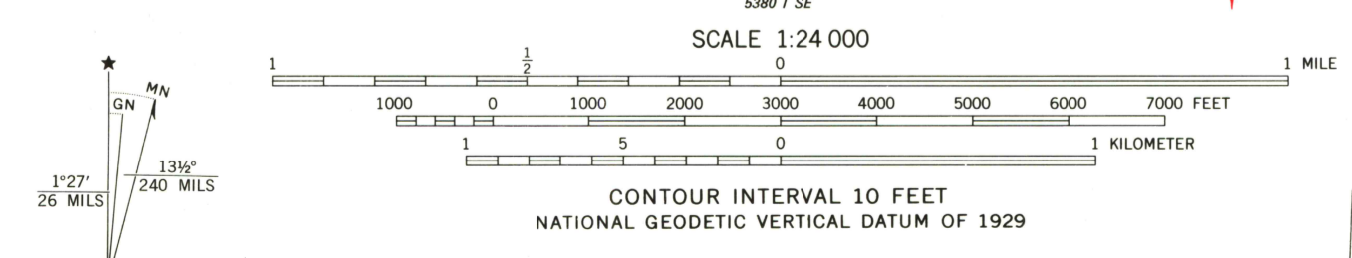 5380 I SE
SCALE 1:24 000
1 1/2 0 1 MILE
1000 0 1000 2000 3000 4000 5000 6000 7000 FEET
1 5 0 1 KILOMETER
CONTOUR INTERVAL 10 FEET
NATIONAL GEODETIC VERTICAL DATUM OF 1929
★
MN
GN
1°27′
26 MILS
13½°
240 MILS